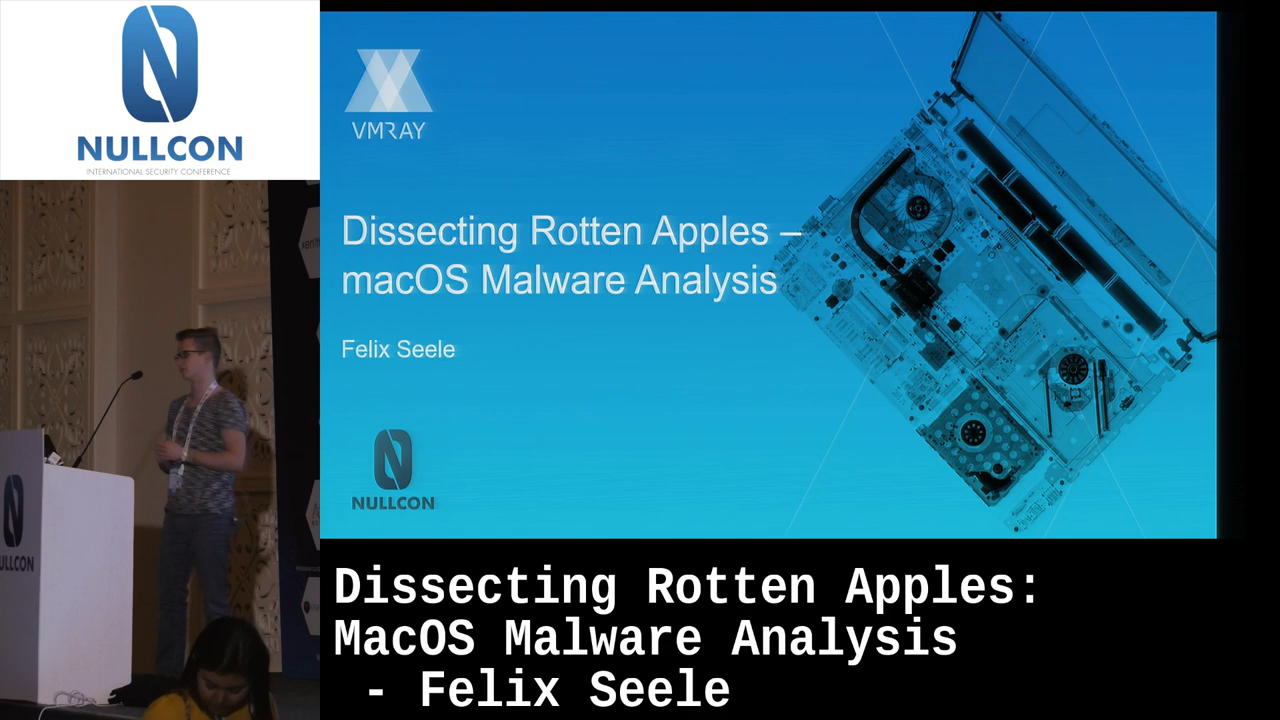 NULLCON
INTERNATIONAL SECURITY CONFERENCE
VMRAY
Dissecting Rotten Apples –
macOS Malware Analysis
Felix Seele
NULLCON
NULLCON
Dissecting Rotten Apples:
MacOS Malware Analysis
- Felix Seele